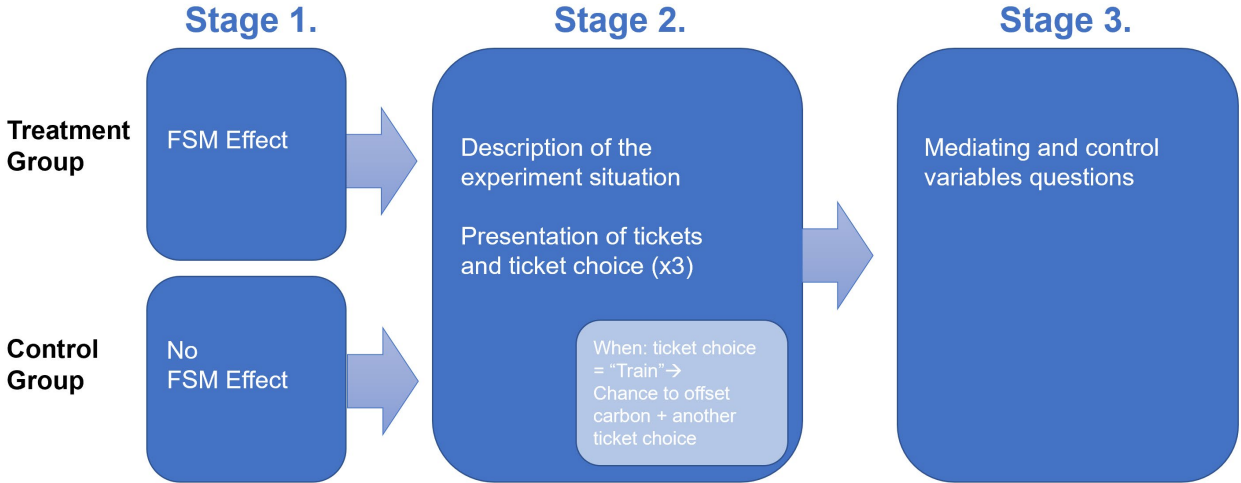 Stage 1.
Stage 2.
Stage 3.
Treatment
Group
FSM Effect
Control
Group
No
FSM Effect
Description of the
experiment situation
Presentation of tickets
and ticket choice (x3)
When: ticket choice
= “Train”→
Chance to offset
carbon + another
ticket choice
Mediating and control
variables questions